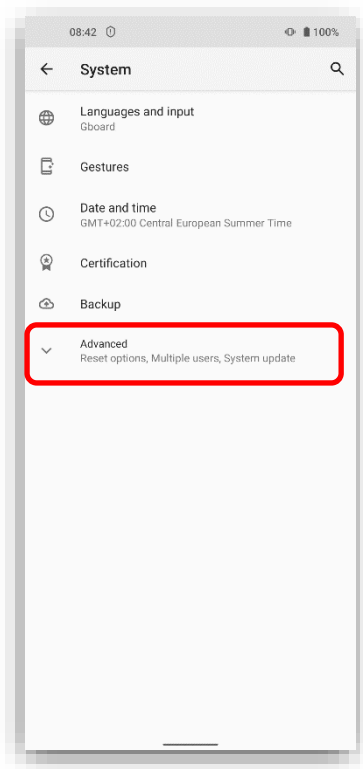 08:42 100%
System
Languages and input
Gboard
Gestures
Date and time
GMT+02:00 Central European Summer Time
Certification
Backup
Advanced
Reset options, Multiple users, System update